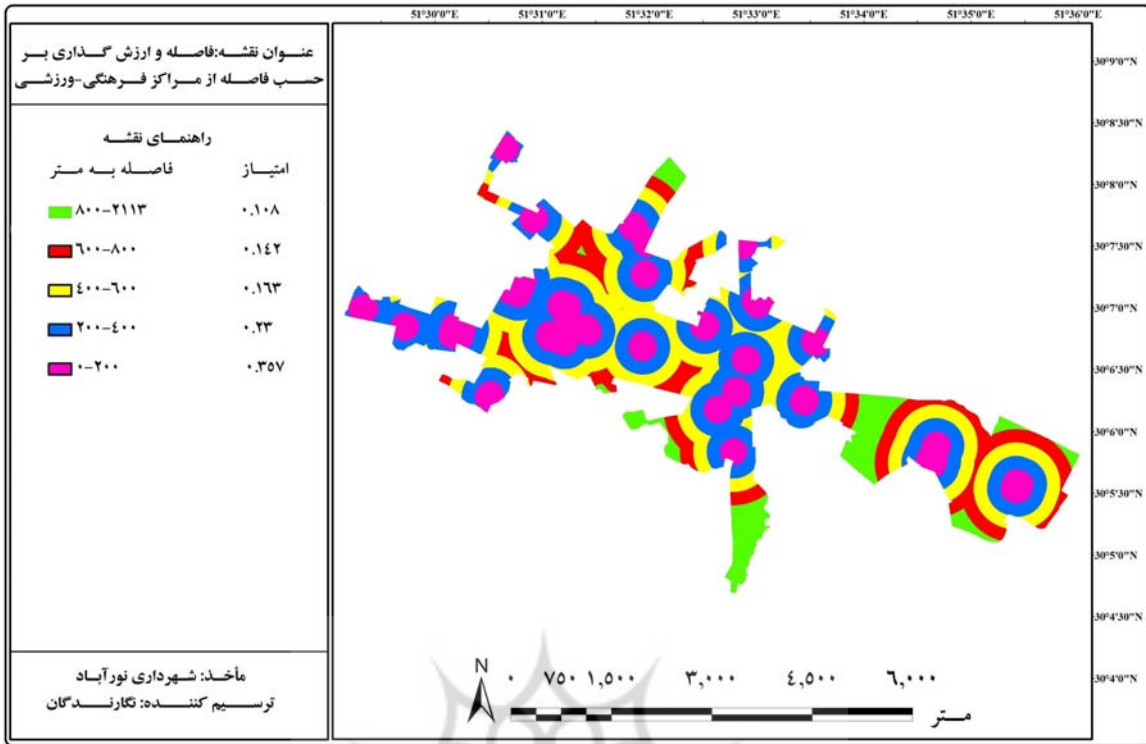 عنوان نقشه:فاصله و ارزش گذاری بر
حسب فاصله از مراکز فرهنگی-ورزشی
راهنمای نقشه
فاصله به متر امتیاز
۸۰۰-۲۱۱۳ ۰.۱۰۸
۶۰۰-۸۰۰ ۰.۱٤۲
٤۰۰-۶۰۰ ۰.۱۶۳
۲۰۰-٤۰۰ ۰.۲۳
۰-۲۰۰ ۰.۳۵۷
مأخذ: شهرداری نورآباد
ترسیم کننده: نگارندگان
51°30'0"E 51°31'0"E 51°32'0"E 51°33'0"E 51°34'0"E 51°35'0"E 51°36'0"E
30°9'0"N
30°8'30"N
30°8'0"N
30°7'30"N
30°7'0"N
30°6'30"N
30°6'0"N
30°5'30"N
30°5'0"N
30°4'30"N
30°4'0"N
N
۰ ۷۵۰ ۱,۵۰۰ ۳,۰۰۰ ٤,۵۰۰ ۶,۰۰۰
متر